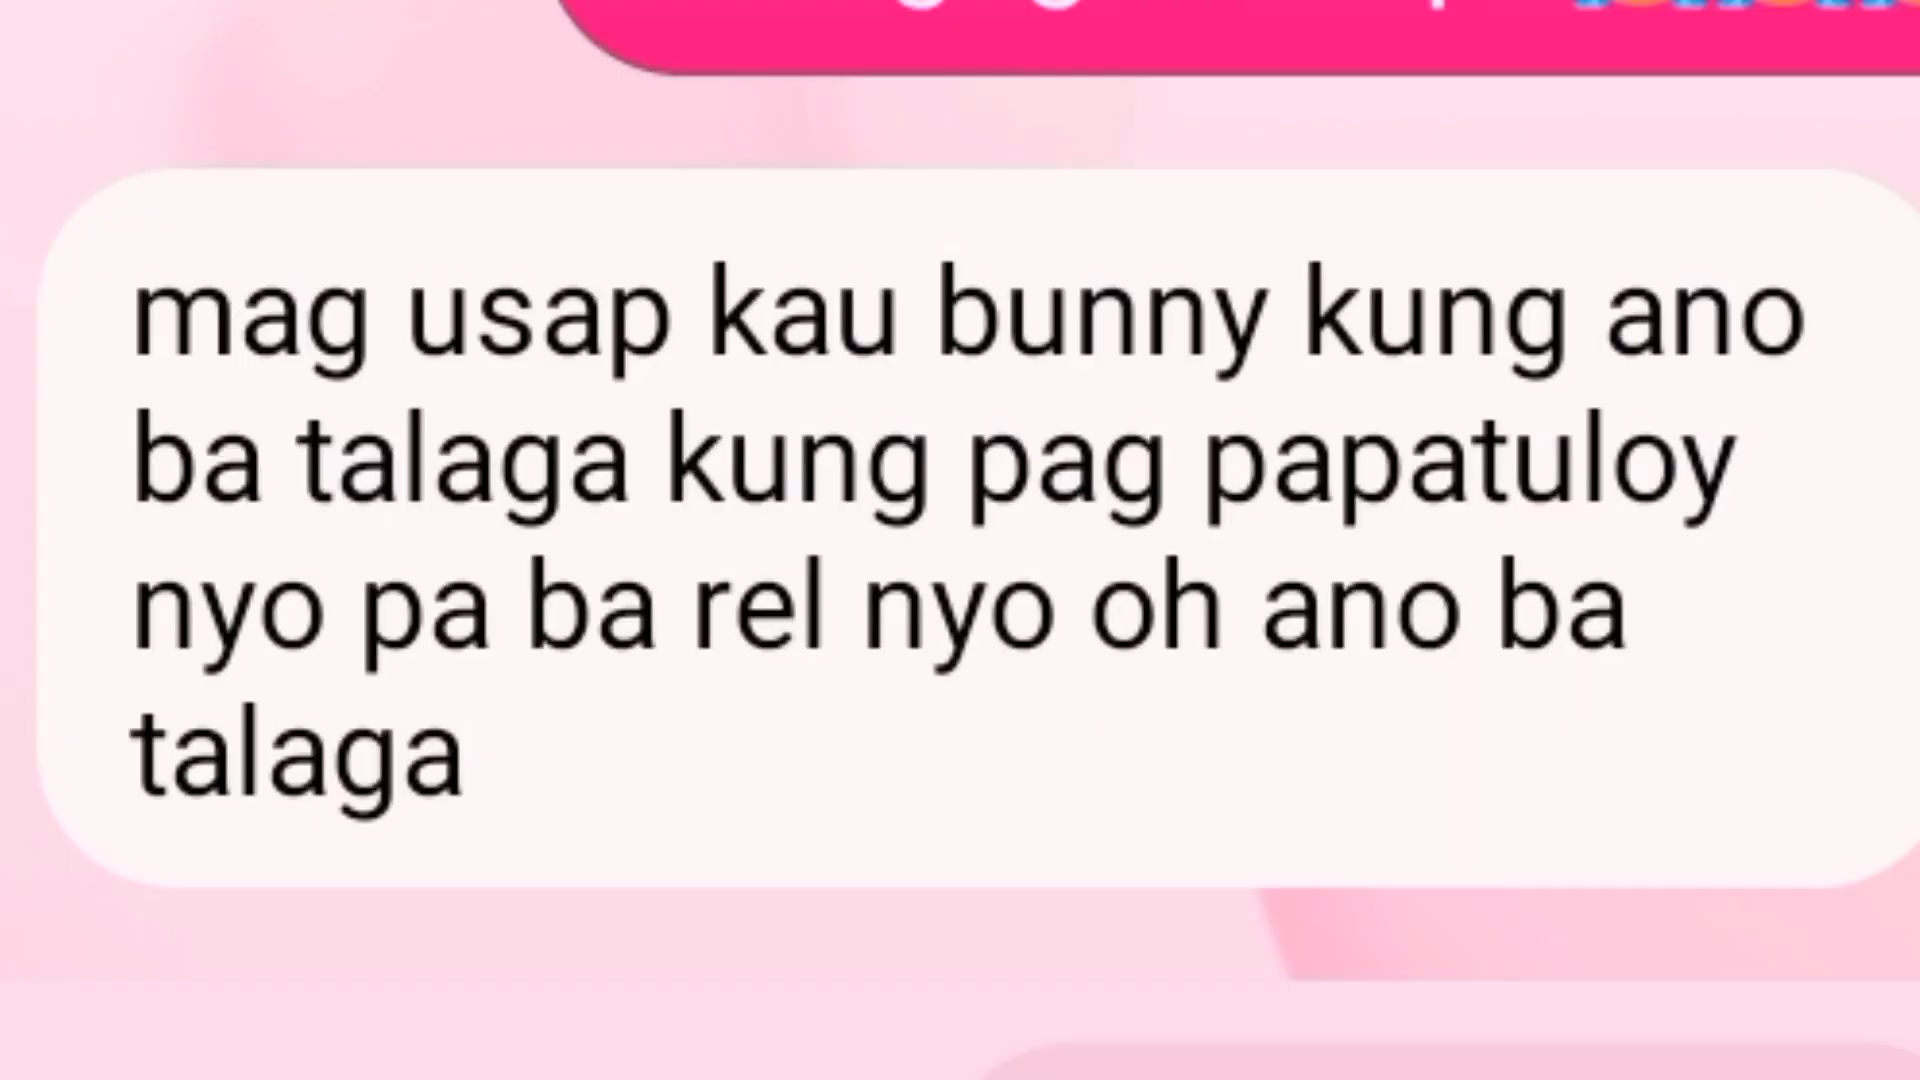 mag usap kau bunny kung ano
ba talaga kung pag papatuloy
nyo pa ba rel nyo oh ano ba
talaga